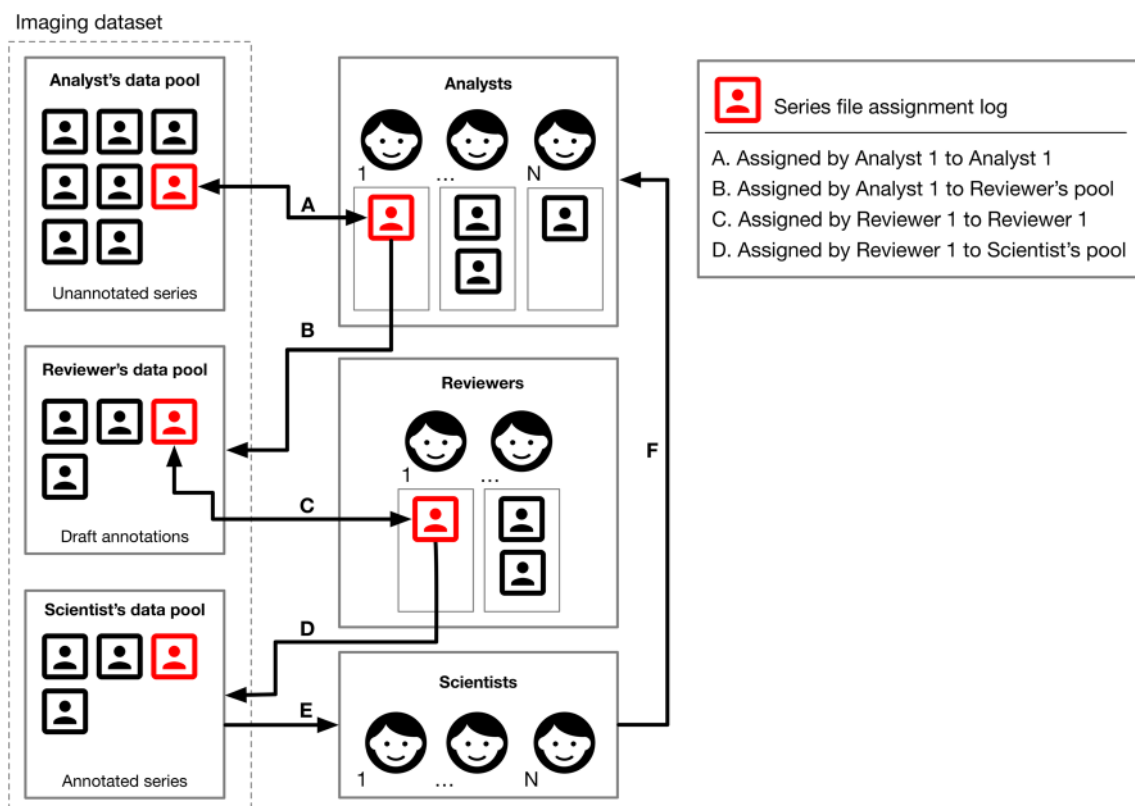 Imaging dataset
Analyst's data pool
Unannotated series
Reviewer's data pool
Draft annotations
Scientist's data pool
Annotated series
A
B
C
D
E
Analysts
1
...
N
Reviewers
1
...
Scientists
1
...
N
F
Series file assignment log
A. Assigned by Analyst 1 to Analyst 1
B. Assigned by Analyst 1 to Reviewer's pool
C. Assigned by Reviewer 1 to Reviewer 1
D. Assigned by Reviewer 1 to Scientist's pool